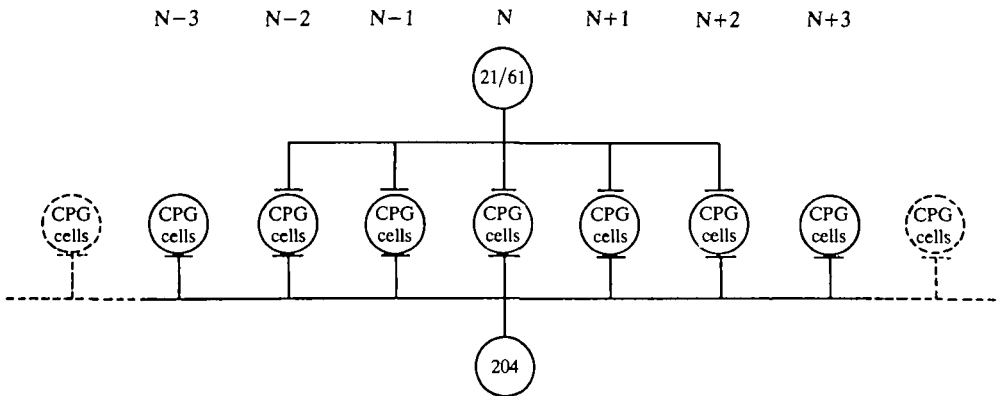 N−3 N−2 N−1 N N+1 N+2 N+3
21/61
CPG CPG CPG CPG CPG CPG CPG CPG CPG
cells cells cells cells cells cells cells cells cells
204